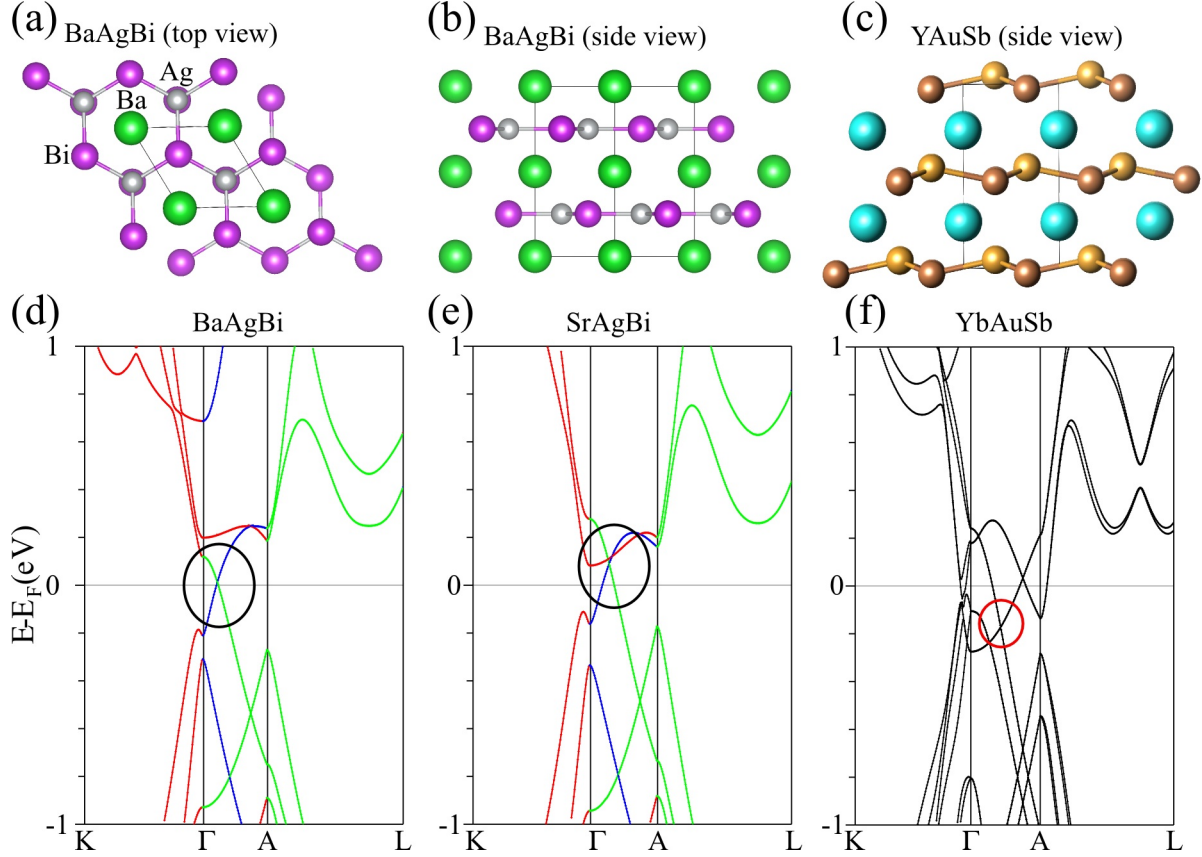 (a) (b) (c)
BaAgBi (top view) BaAgBi (side view) YAuSb (side view)
Ag
Ba
Bi
(d) (e) (f)
BaAgBi SrAgBi YbAuSb
1 1 1
E-E_F(eV)
0 0 0
-1 -1 -1
K Γ A L K Γ A L K Γ A L